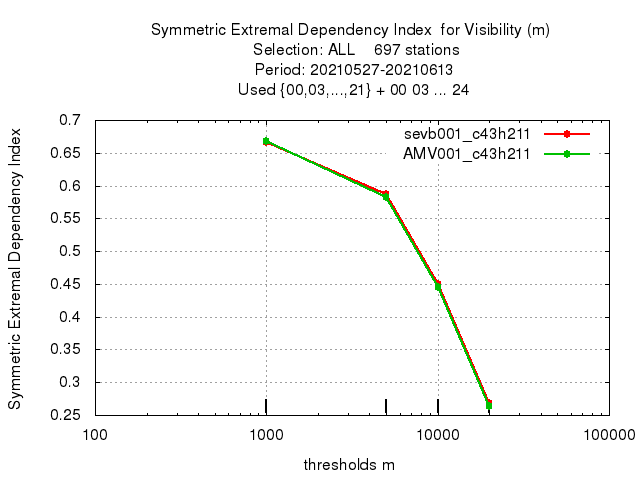 Symmetric Extremal Dependency Index  for Visibility (m)
Selection: ALL    697 stations
Period: 20210527-20210613
Used {00,03,...,21} + 00 03 ... 24
sevb001_c43h211
AMV001_c43h211
Symmetric Extremal Dependency Index
0.7
0.65
0.6
0.55
0.5
0.45
0.4
0.35
0.3
0.25
100
1000
10000
100000
thresholds m